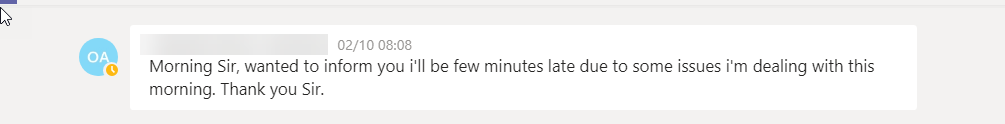 OA
02/10 08:08
Morning Sir, wanted to inform you i'll be few minutes late due to some issues i'm dealing with this
morning. Thank you Sir.